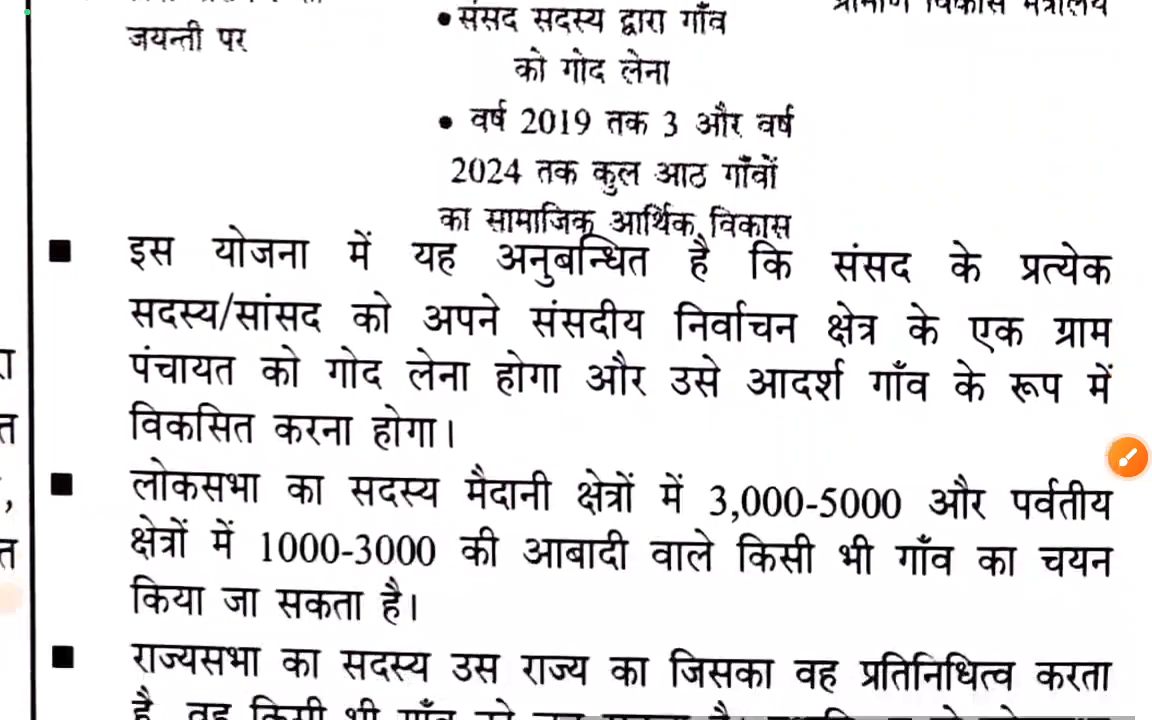 जयन्ती पर
• संसद सदस्य द्वारा गाँव
को गोद लेना
• वर्ष 2019 तक 3 और वर्ष
2024 तक कुल आठ गाँवों
का सामाजिक आर्थिक विकास
■ इस योजना में यह अनुबन्धित है कि संसद के प्रत्येक
सदस्य/सांसद को अपने संसदीय निर्वाचन क्षेत्र के एक ग्राम
पंचायत को गोद लेना होगा और उसे आदर्श गाँव के रूप में
विकसित करना होगा।
■ लोकसभा का सदस्य मैदानी क्षेत्रों में 3,000-5000 और पर्वतीय
क्षेत्रों में 1000-3000 की आबादी वाले किसी भी गाँव का चयन
किया जा सकता है।
■ राज्यसभा का सदस्य उस राज्य का जिसका वह प्रतिनिधित्व करता
है वह किसी भी गाँव